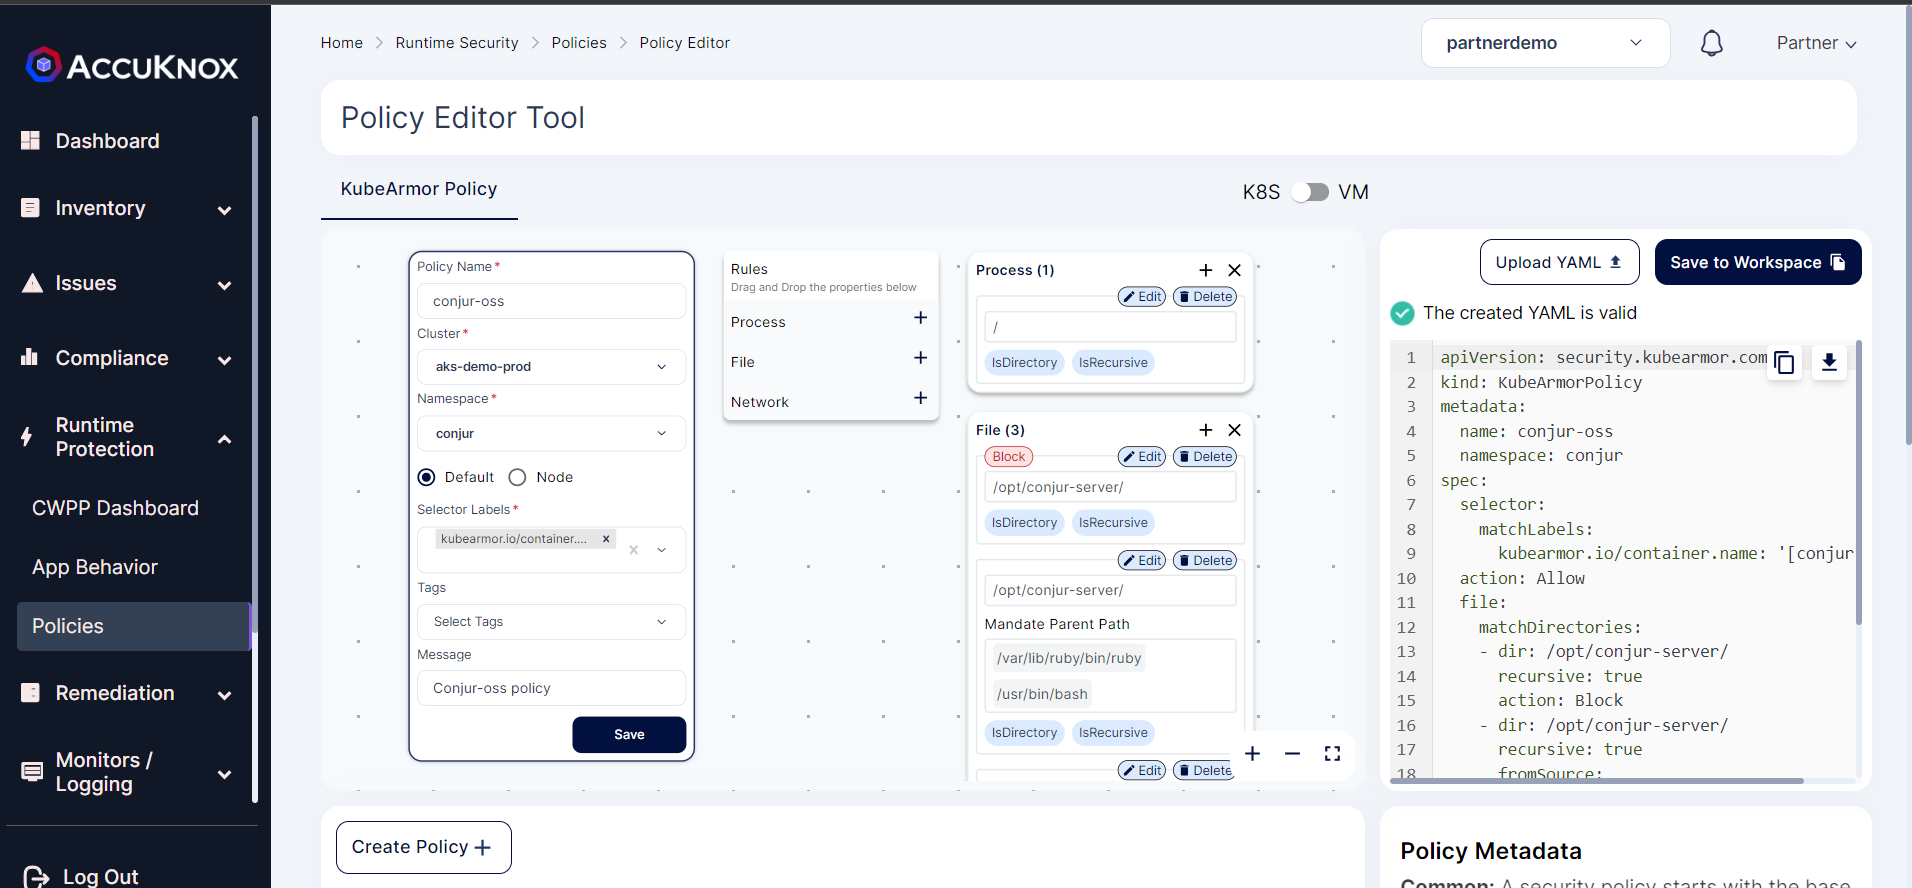 AccuKnox
Dashboard
Inventory
Issues
Compliance
Runtime
Protection
CWPP Dashboard
App Behavior
Policies
Remediation
Monitors /
Logging
Log Out
Home > Runtime Security > Policies > Policy Editor
partnerdemo
Partner
Policy Editor Tool
KubeArmor Policy
K8S VM
Policy Name*
conjur-oss
Cluster*
aks-demo-prod
Namespace*
conjur
Default Node
Selector Labels*
kubearmor.io/container.... ×
Tags
Select Tags
Message
Conjur-oss policy
Save
Rules
Drag and Drop the properties below
Process +
File +
Network +
Process (1)
Edit Delete
/
IsDirectory IsRecursive
File (3)
Block Edit Delete
/opt/conjur-server/
IsDirectory IsRecursive
Edit Delete
/opt/conjur-server/
Mandate Parent Path
/var/lib/ruby/bin/ruby
/usr/bin/bash
IsDirectory IsRecursive
Edit Delete
Upload YAML Save to Workspace
The created YAML is valid
1 apiVersion: security.kubearmor.com
2 kind: KubeArmorPolicy
3 metadata:
4 name: conjur-oss
5 namespace: conjur
6 spec:
7 selector:
8 matchLabels:
9 kubearmor.io/container.name: '[conjur
10 action: Allow
11 file:
12 matchDirectories:
13 - dir: /opt/conjur-server/
14 recursive: true
15 action: Block
16 - dir: /opt/conjur-server/
17 recursive: true
18 fromSource:
Create Policy +
Policy Metadata
Common: A security policy starts with the base